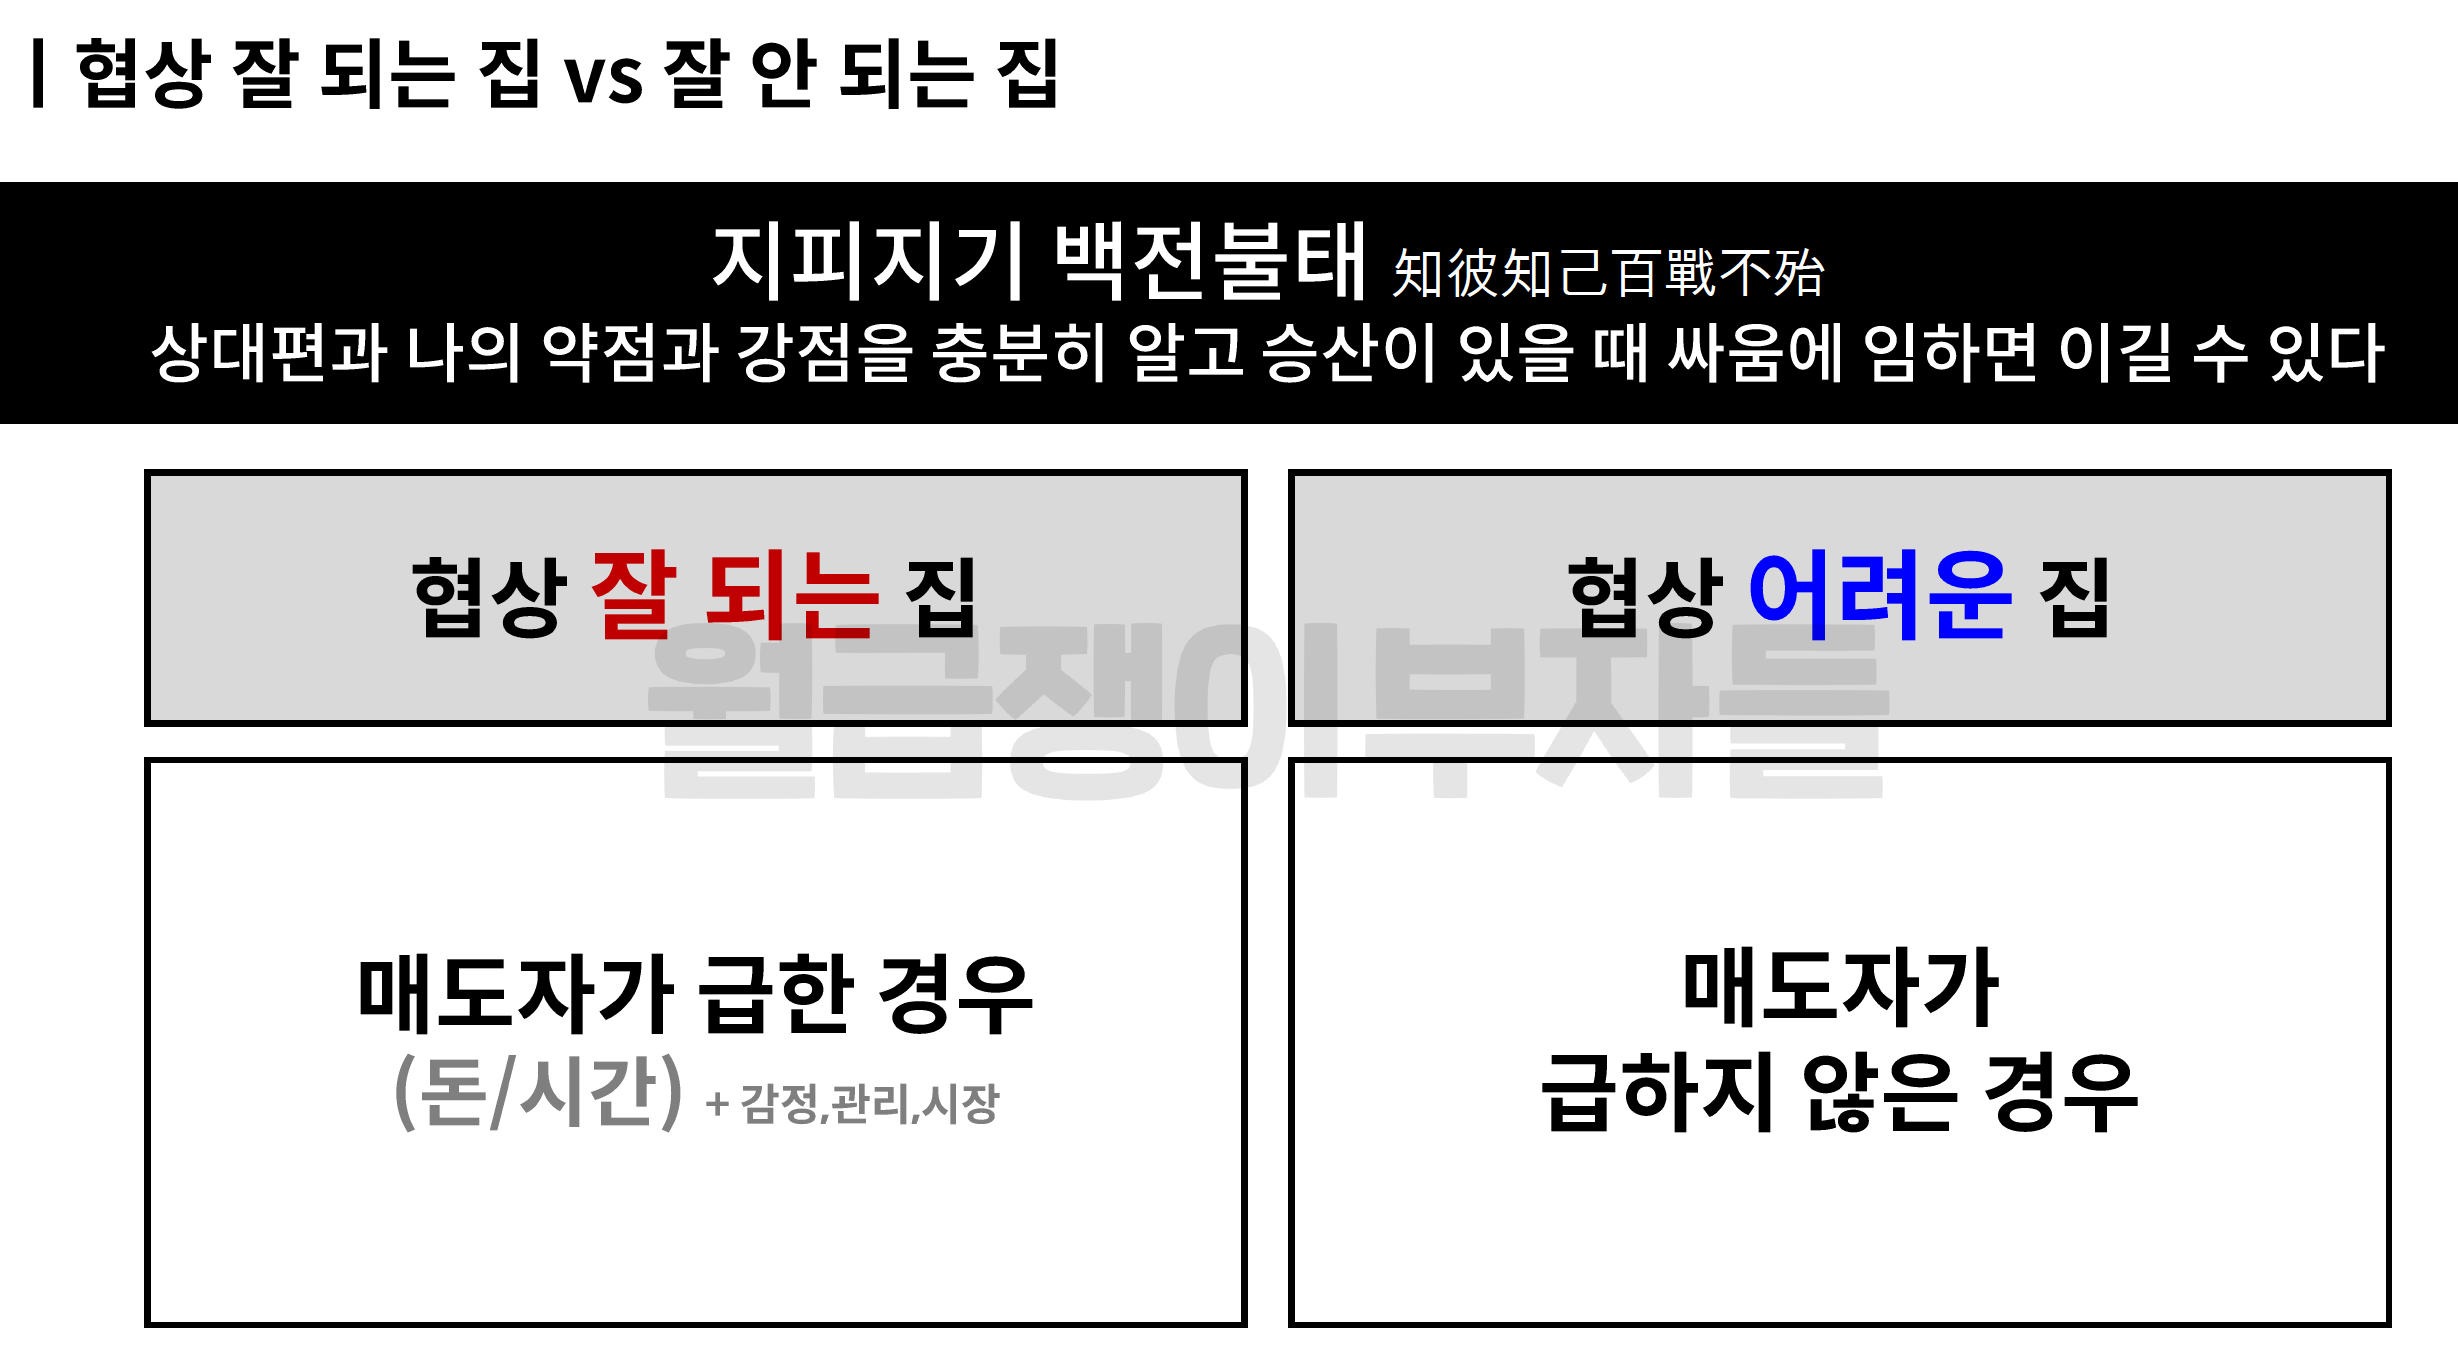 | 협상 잘 되는 집 vs 잘 안 되는 집
지피지기 백전불태 知彼知己百戰不殆
상대편과 나의 약점과 강점을 충분히 알고 승산이 있을 때 싸움에 임하면 이길 수 있다
협상 잘 되는 집
협상 어려운 집
월급쟁이부자들
매도자가 급한 경우
(돈/시간) + 감정,관리,시장
매도자가
급하지 않은 경우